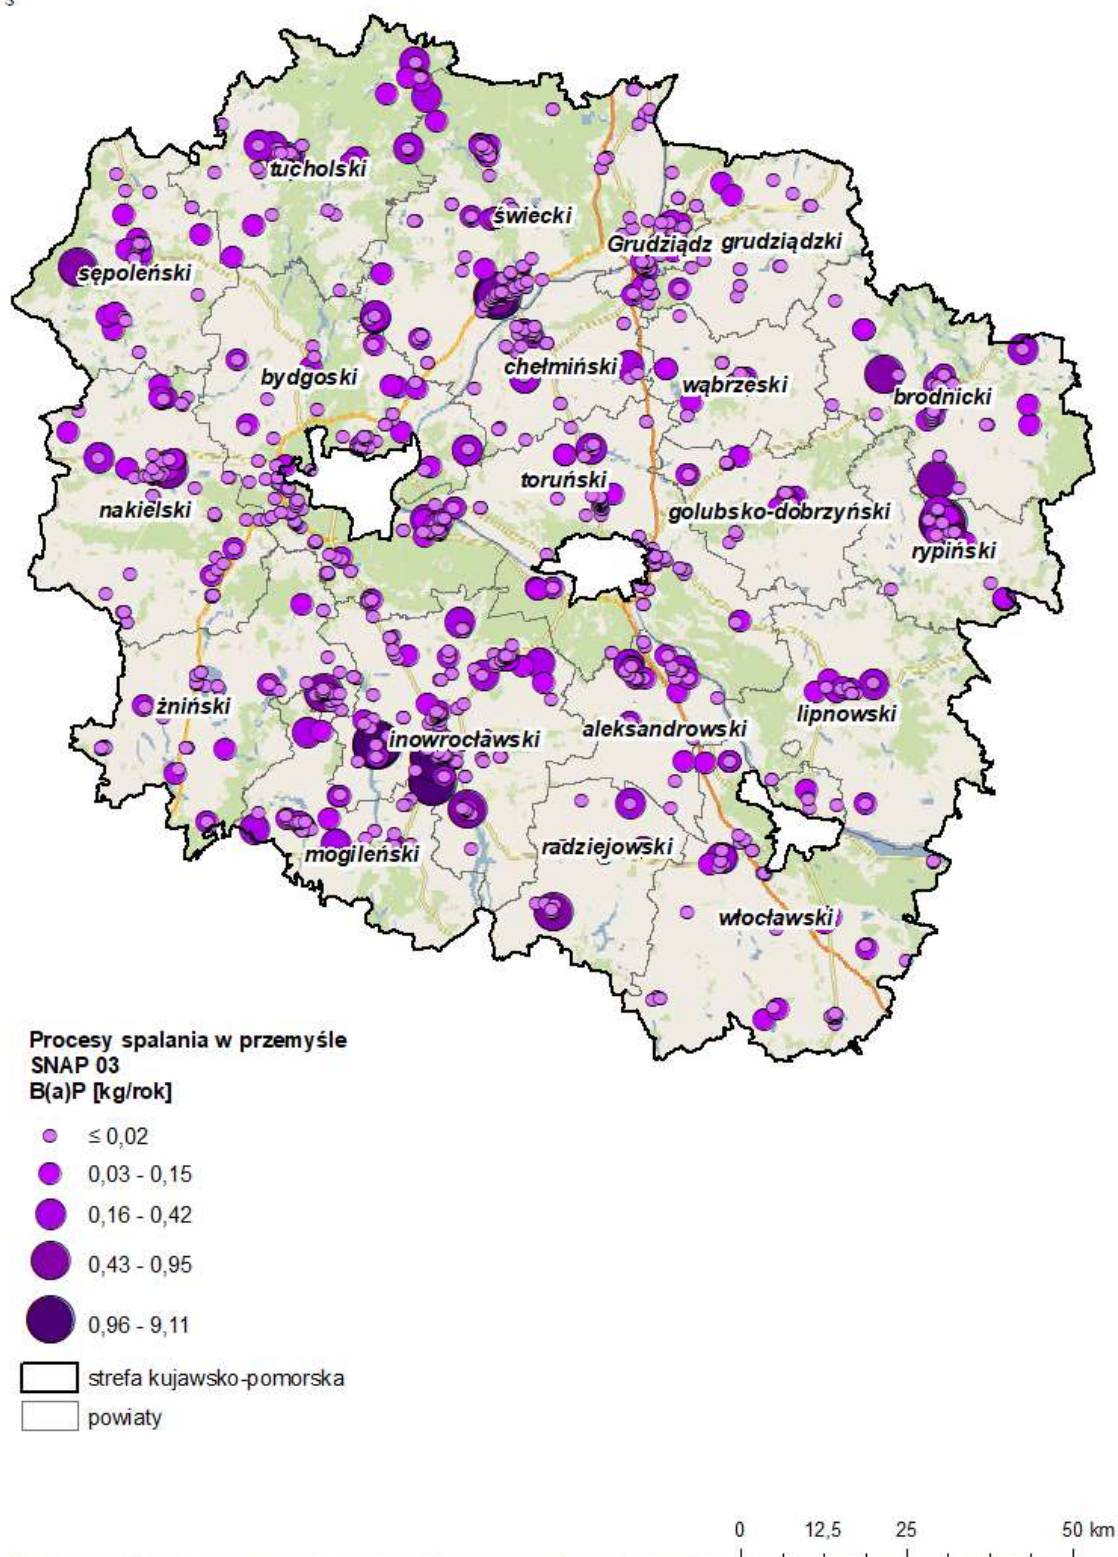 tucholski
świecki
Grudziądz grudziądzki
sępoleński
chełmiński
bydgoski
wąbrzeski
brodnicki
toruński
nakielski
golubsko-dobrzyński
rypiński
żniński
lipnowski
aleksandrowski
inowrocławski
radziejowski
mogileński
włocławski
Procesy spalania w przemyśle
SNAP 03
B(a)P [kg/rok]
≤ 0,02
0,03 - 0,15
0,16 - 0,42
0,43 - 0,95
0,96 - 9,11
strefa kujawsko-pomorska
powiaty
0 12,5 25 50 km